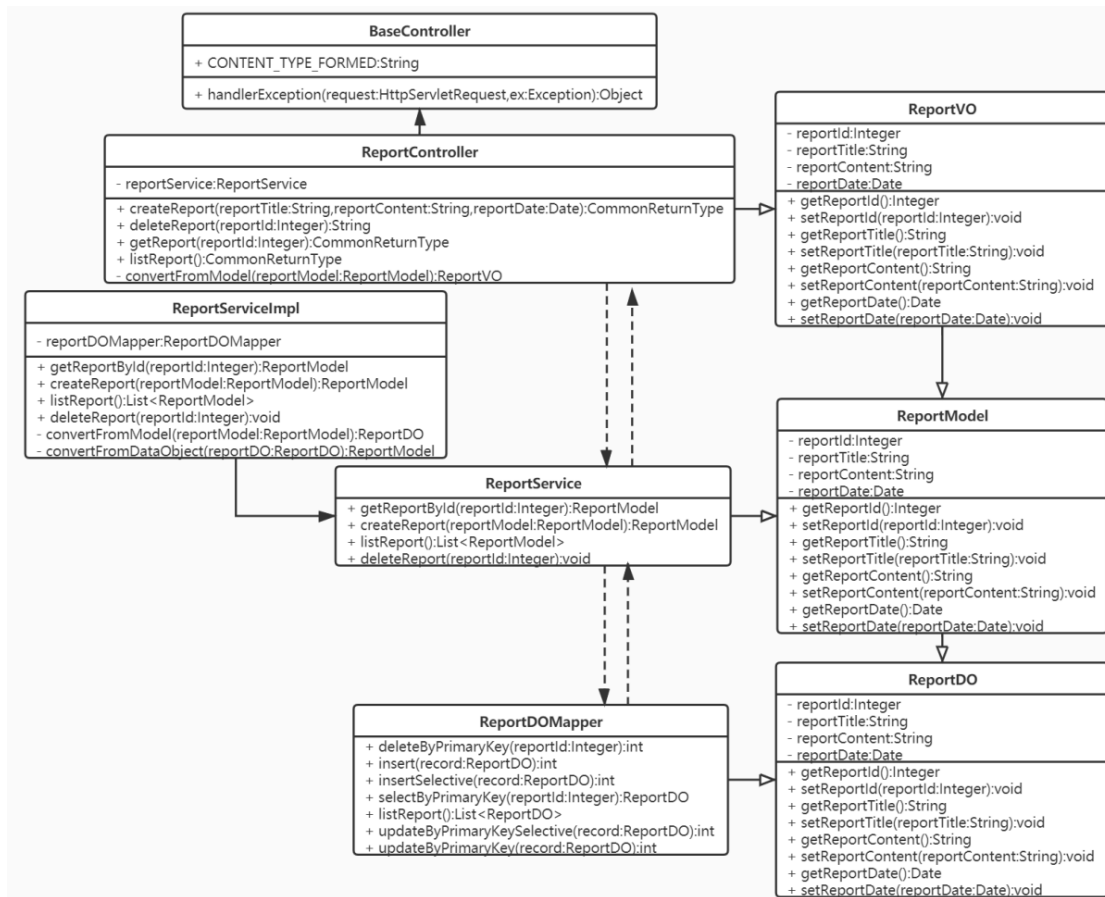 BaseController
+ CONTENT_TYPE_FORMED:String
+ handlerException(request:HttpServletRequest,ex:Exception):Object
ReportController
- reportService:ReportService
+ createReport(reportTitle:String,reportContent:String,reportDate:Date):CommonReturnType
+ deleteReport(reportId:Integer):String
+ getReport(reportId:Integer):CommonReturnType
+ listReport():CommonReturnType
- convertFromModel(reportModel:ReportModel):ReportVO
ReportVO
- reportId:Integer
- reportTitle:String
- reportContent:String
- reportDate:Date
+ getReportId():Integer
+ setReportId(reportId:Integer):void
+ getReportTitle():String
+ setReportTitle(reportTitle:String):void
+ getReportContent():String
+ setReportContent(reportContent:String):void
+ getReportDate():Date
+ setReportDate(reportDate:Date):void
ReportServiceImpl
- reportDOMapper:ReportDOMapper
+ getReportById(reportId:Integer):ReportModel
+ createReport(reportModel:ReportModel):ReportModel
+ listReport():List<ReportModel>
+ deleteReport(reportId:Integer):void
- convertFromModel(reportModel:ReportModel):ReportDO
- convertFromDataObject(reportDO:ReportDO):ReportModel
ReportModel
- reportId:Integer
- reportTitle:String
- reportContent:String
- reportDate:Date
+ getReportId():Integer
+ setReportId(reportId:Integer):void
+ getReportTitle():String
+ setReportTitle(reportTitle:String):void
+ getReportContent():String
+ setReportContent(reportContent:String):void
+ getReportDate():Date
+ setReportDate(reportDate:Date):void
ReportService
+ getReportById(reportId:Integer):ReportModel
+ createReport(reportModel:ReportModel):ReportModel
+ listReport():List<ReportModel>
+ deleteReport(reportId:Integer):void
ReportDO
- reportId:Integer
- reportTitle:String
- reportContent:String
- reportDate:Date
+ getReportId():Integer
+ setReportId(reportId:Integer):void
+ getReportTitle():String
+ setReportTitle(reportTitle:String):void
+ getReportContent():String
+ setReportContent(reportContent:String):void
+ getReportDate():Date
+ setReportDate(reportDate:Date):void
ReportDOMapper
+ deleteByPrimaryKey(reportId:Integer):int
+ insert(record:ReportDO):int
+ insertSelective(record:ReportDO):int
+ selectByPrimaryKey(reportId:Integer):ReportDO
+ listReport():List<ReportDO>
+ updateByPrimaryKeySelective(record:ReportDO):int
+ updateByPrimaryKey(record:ReportDO):int